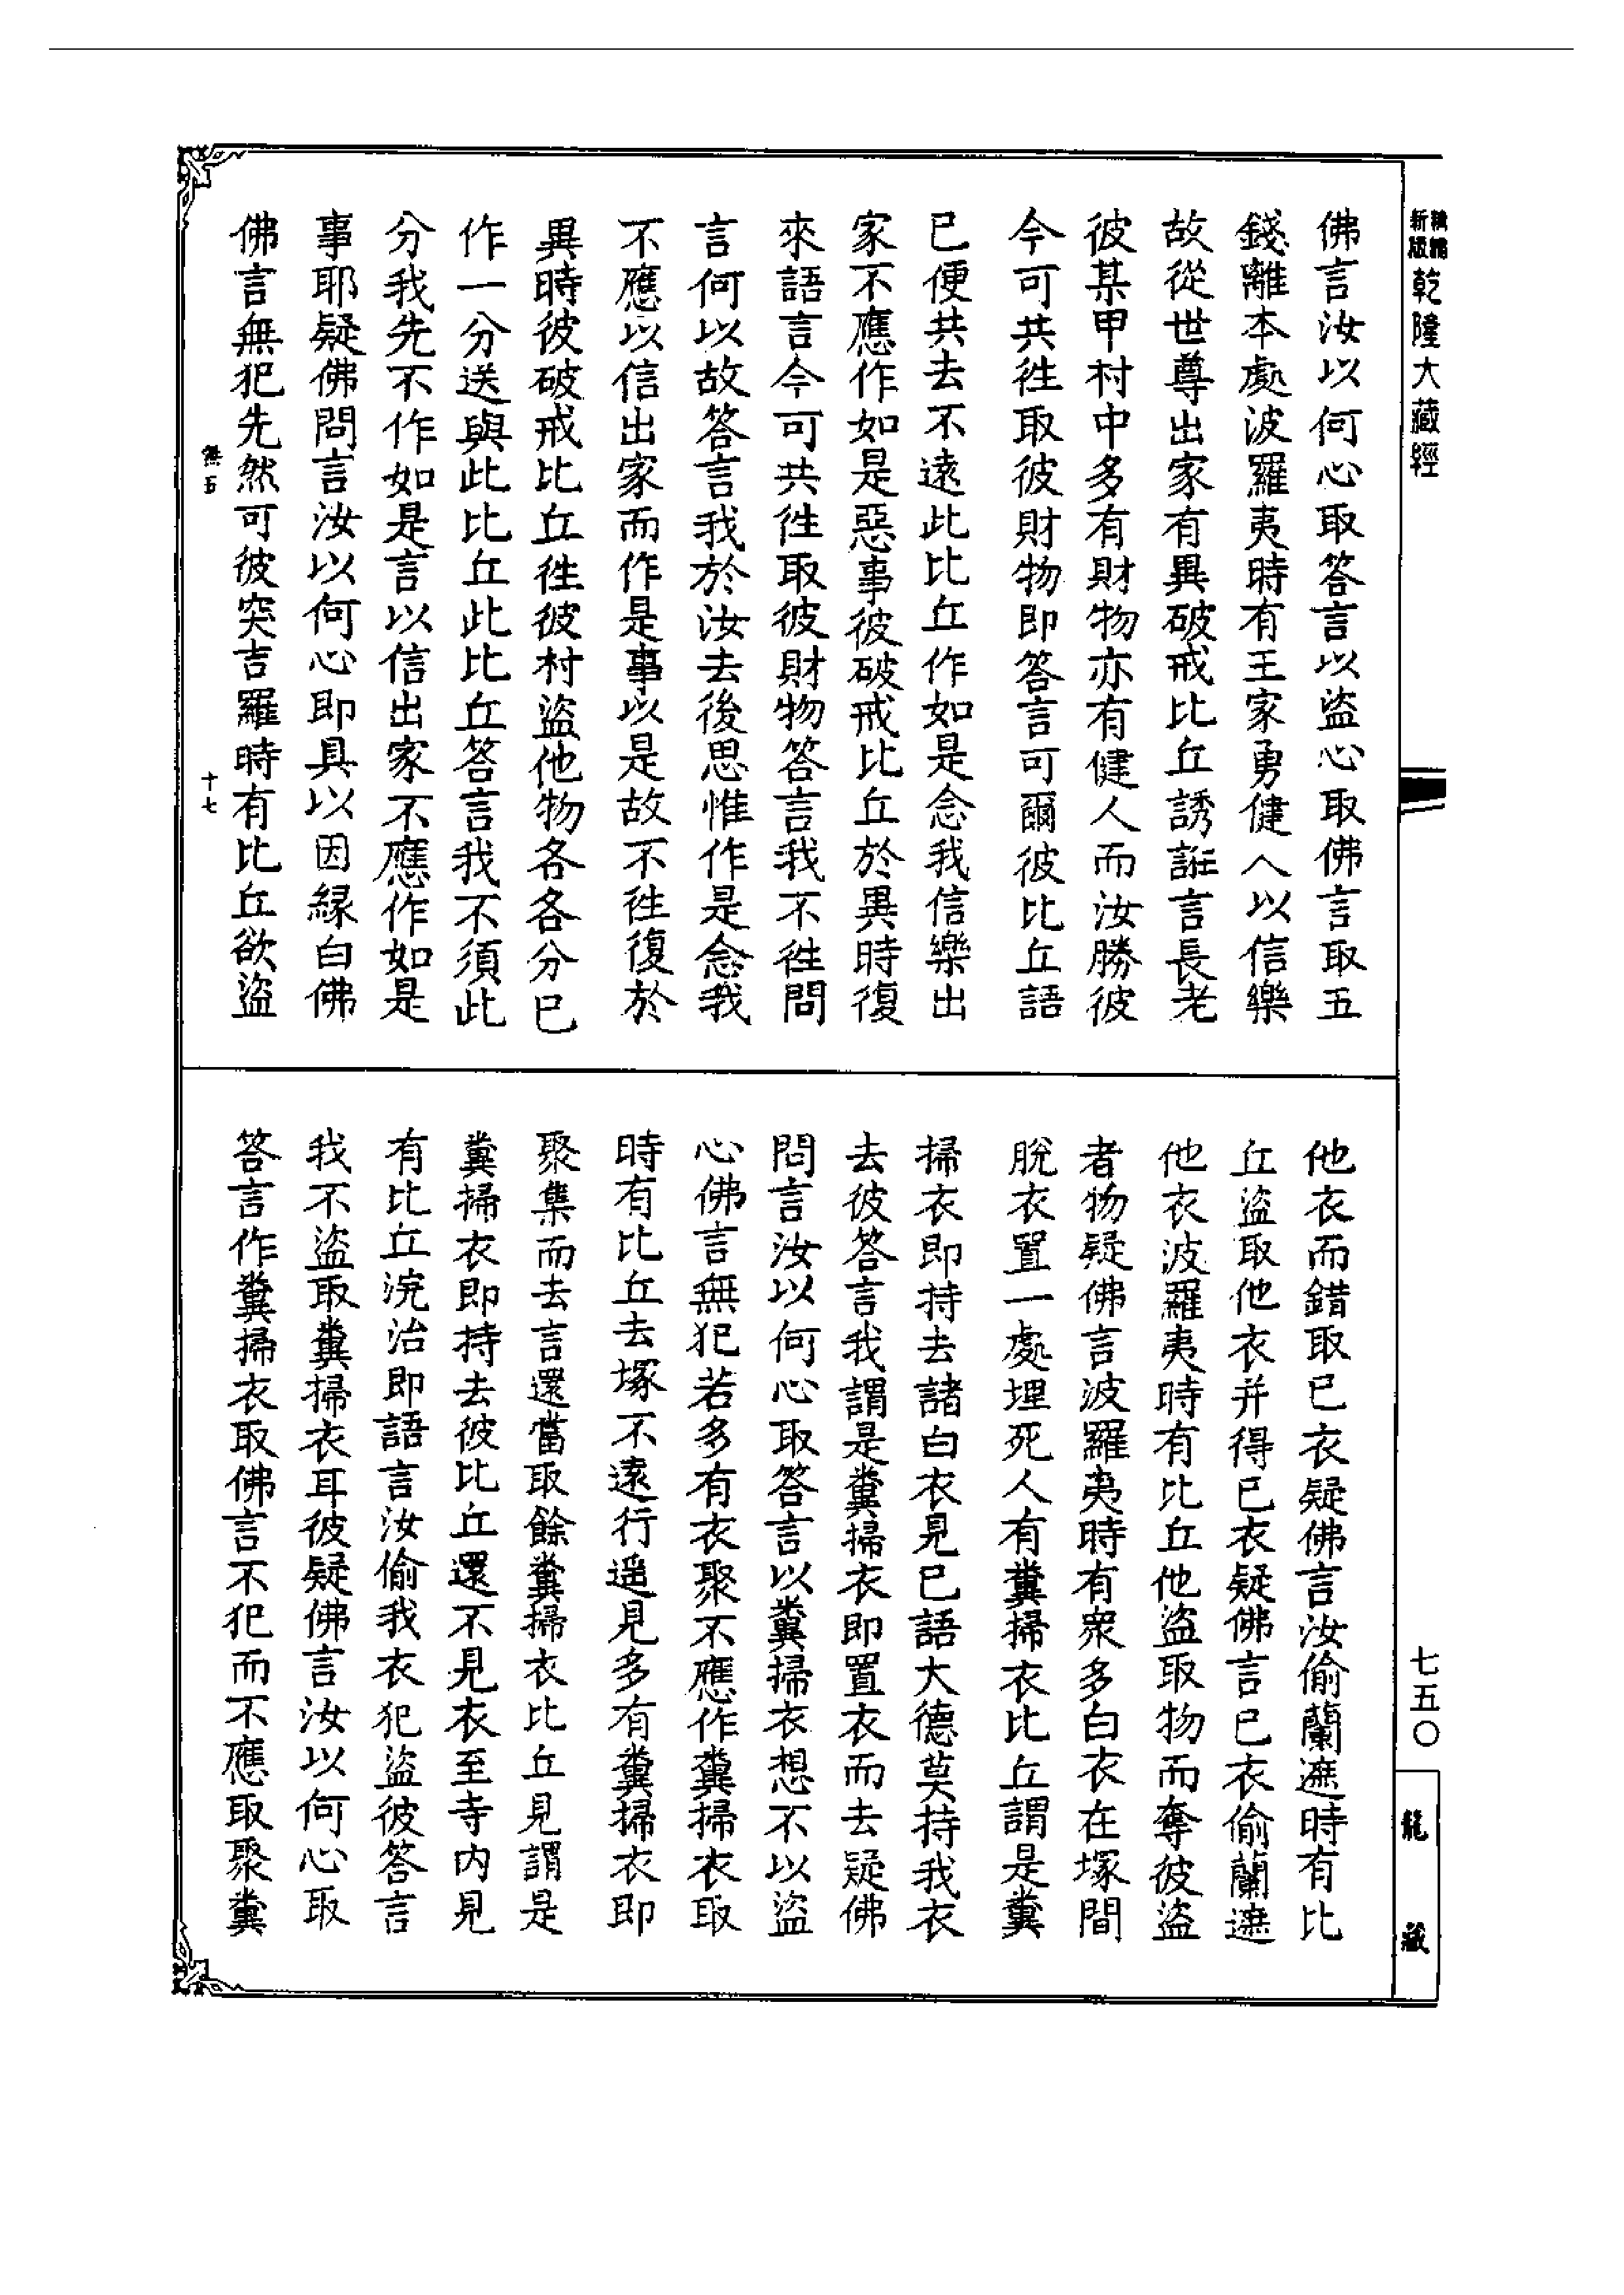 新版
精縮
乾隆大藏經
佛言汝以何心取答言以盜心取佛言取五
錢離本處波羅夷時有王家勇健人以信樂
故從世尊出家有異破戒比丘誘誑言長老
彼某甲村中多有財物亦有健人而汝勝彼
今可共往取彼財物即答言可爾彼比丘語
已便共去不遠此比丘作如是念我信樂出
家不應作如是惡事彼破戒比丘於異時復
來語言今可共往取彼財物答言我不往問
言何以故答言我於汝去後思惟作是念我
不應以信出家而作是事以是故不往復於
異時彼破戒比丘往彼村盜他物各各分已
作一分送與此比丘此比丘答言我不須此
分我先不作如是言以信出家不應作如是
事耶疑佛問言汝以何心即具以因緣白佛
佛言無犯先然可彼突吉羅時有比丘欲盜
無五
十七
他衣而錯取已衣疑佛言汝偷蘭遮時有比
丘盜取他衣并得已衣疑佛言已衣偷蘭遮
他衣波羅夷時有比丘他盜取物而奪彼盜
者物疑佛言波羅夷時有衆多白衣在塚間
脫衣置一處埋死人有糞掃衣比丘謂是糞
掃衣即持去諸白衣見已語大德莫持我衣
去彼答言我謂是糞掃衣即置衣而去疑佛
問言汝以何心取答言以糞掃衣想不以盜
心佛言無犯若多有衣聚不應作糞掃衣取
時有比丘去塚不遠行遥見多有糞掃衣即
聚集而去言還當取餘糞掃衣比丘見謂是
糞掃衣即持去彼比丘還不見衣至寺內見
有比丘浣治即語言汝偷我衣犯盜彼答言
我不盜取糞掃衣耳彼疑佛言汝以何心取
答言作糞掃衣取佛言不犯而不應取聚糞
七五〇
龍藏